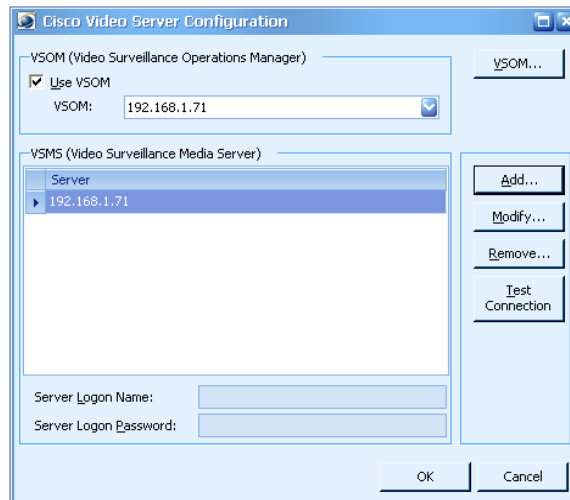 Cisco Video Server Configuration
VSOM (Video Surveillance Operations Manager)
VSOM...
Use VSOM
VSOM: 192.168.1.71
VSMS (Video Surveillance Media Server)
Server
192.168.1.71
Add...
Modify...
Remove...
Test
Connection
Server Logon Name:
Server Logon Password:
OK Cancel